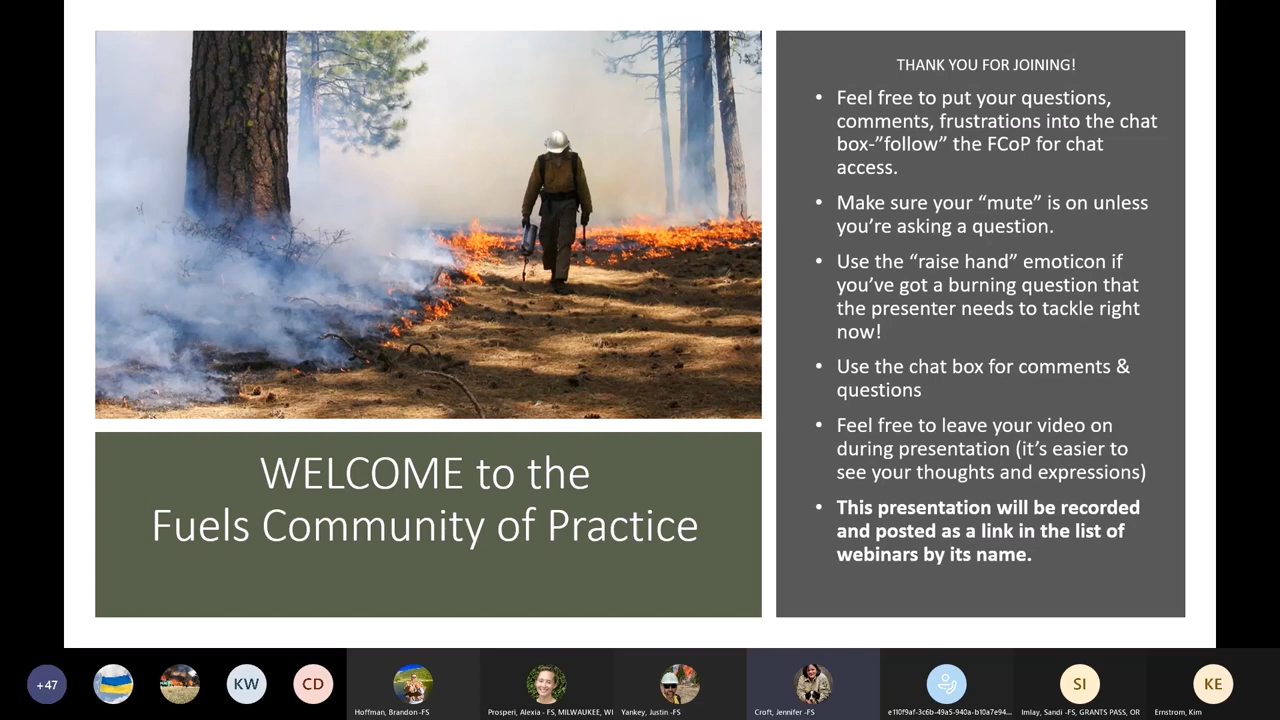 WELCOME to the
Fuels Community of Practice
THANK YOU FOR JOINING!
• Feel free to put your questions,
comments, frustrations into the chat
box-”follow” the FCoP for chat
access.
• Make sure your “mute” is on unless
you’re asking a question.
• Use the “raise hand” emoticon if
you’ve got a burning question that
the presenter needs to tackle right
now!
• Use the chat box for comments &
questions
• Feel free to leave your video on
during presentation (it’s easier to
see your thoughts and expressions)
• This presentation will be recorded
and posted as a link in the list of
webinars by its name.
+47
KW
CD
Hoffman, Brandon -FS
Prosperi, Alexia - FS, MILWAUKEE, WI
Yankey, Justin -FS
Croft, Jennifer -FS
e110f9af-3c6b-49a5-940a-b10a7e94...
SI
Imlay, Sandi -FS, GRANTS PASS, OR
KE
Ernstrom, Kim